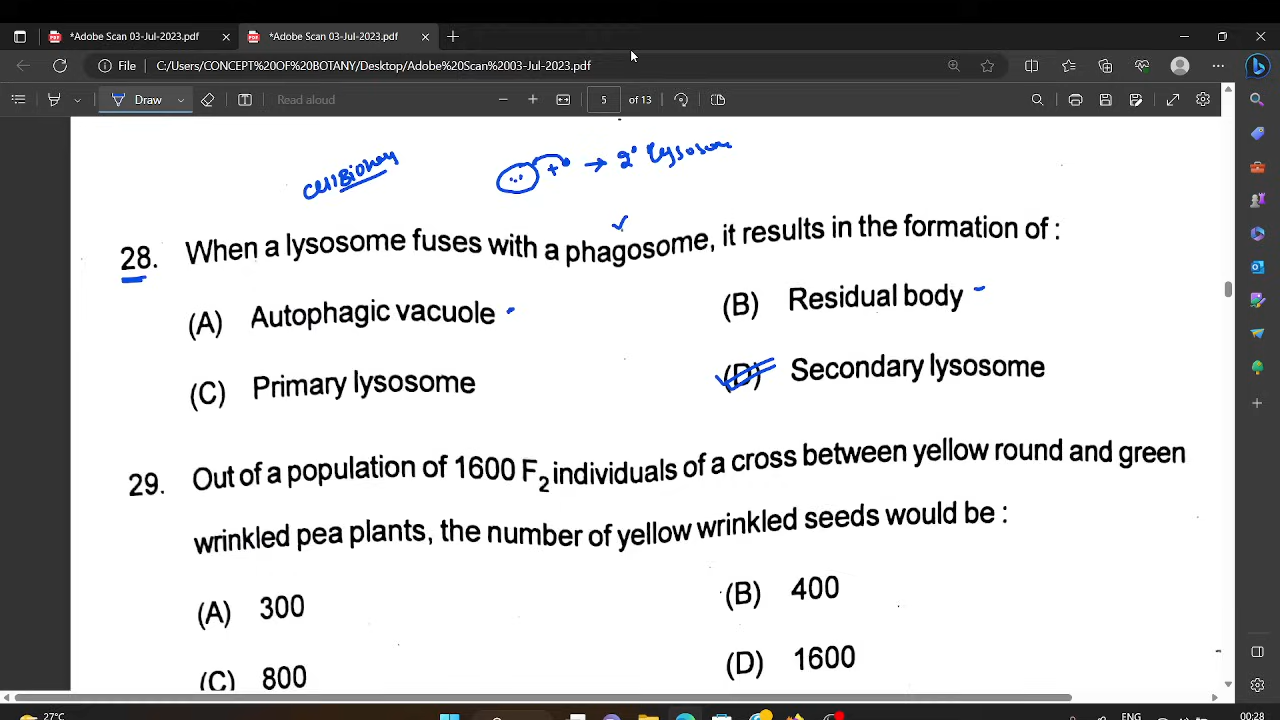 *Adobe Scan 03-Jul-2023.pdf
*Adobe Scan 03-Jul-2023.pdf
File
C:/Users/CONCEPT%20OF%20BOTANY/Desktop/Adobe%20Scan%2003-Jul-2023.pdf
Draw
Read aloud
5
of 13
+ → 2° lysosom
28. When a lysosome fuses with a phagosome, it results in the formation of :
(A) Autophagic vacuole
(B) Residual body
(C) Primary lysosome
(D) Secondary lysosome
29. Out of a population of 1600 F2 individuals of a cross between yellow round and green
wrinkled pea plants, the number of yellow wrinkled seeds would be :
(A) 300
(B) 400
(C) 800
(D) 1600
27°C
ENG
00:28